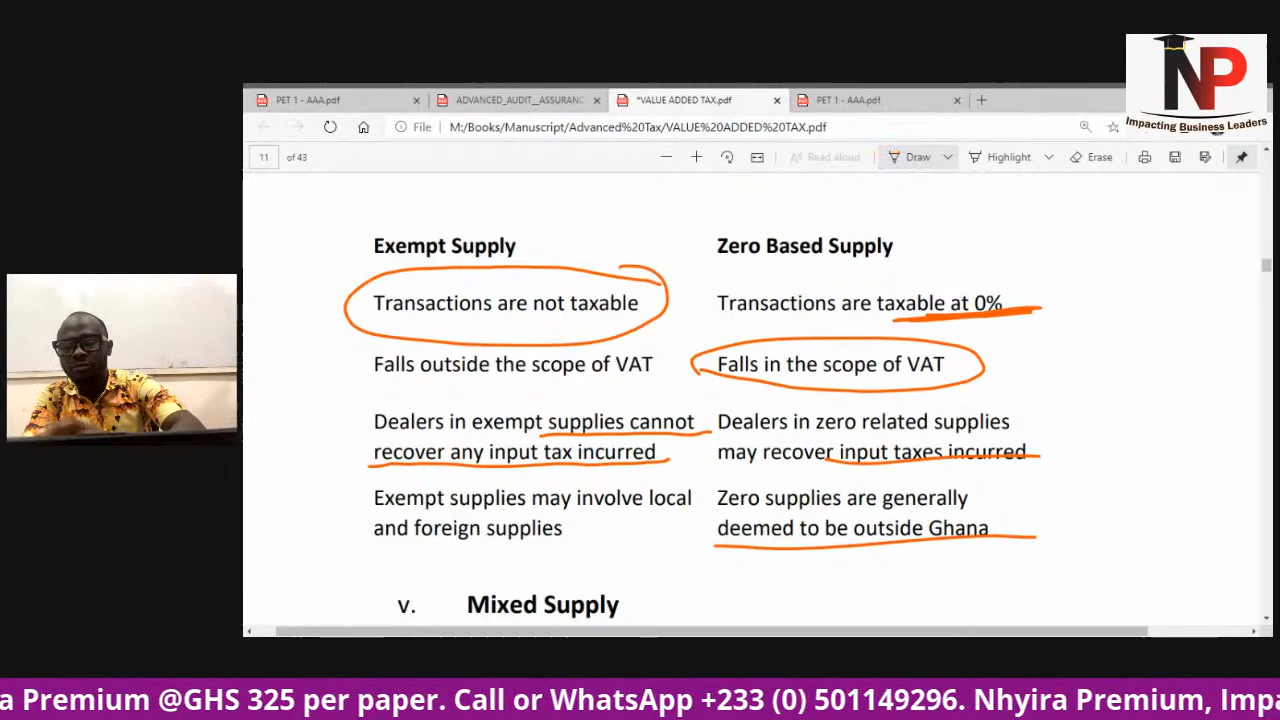 NP
Impacting Business Leaders
PET 1 - AAA.pdf
ADVANCED_AUDIT__ASSURANC
*VALUE ADDED TAX.pdf
PET 1 - AAA.pdf
File M:/Books/Manuscript/Advanced%20Tax/VALUE%20ADDED%20TAX.pdf
11 of 43 Read aloud Draw Highlight Erase
Exempt Supply Zero Based Supply
Transactions are not taxable Transactions are taxable at 0%
Falls outside the scope of VAT Falls in the scope of VAT
Dealers in exempt supplies cannot Dealers in zero related supplies
recover any input tax incurred may recover input taxes incurred
Exempt supplies may involve local Zero supplies are generally
and foreign supplies deemed to be outside Ghana
v. Mixed Supply
a Premium @GHS 325 per paper. Call or WhatsApp +233 (0) 501149296. Nhyira Premium, Impa